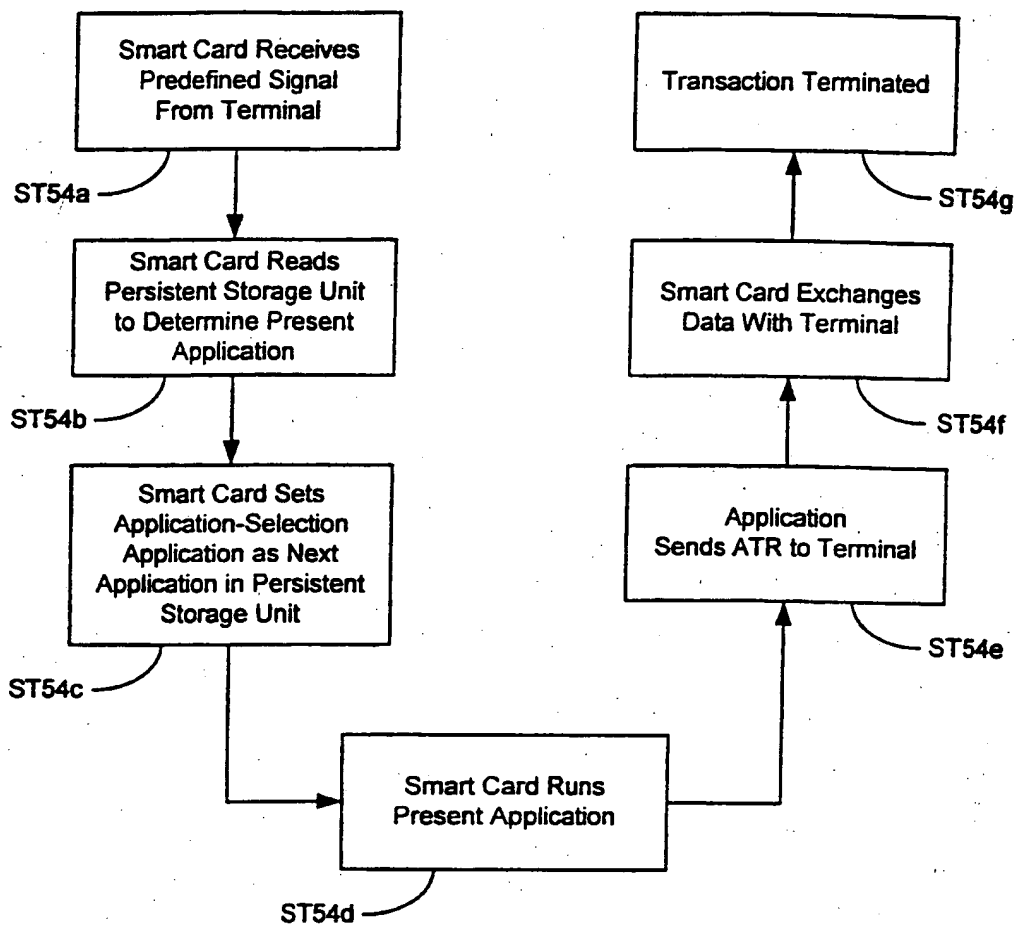 Smart Card Receives
Predefined Signal
From Terminal
ST54a
Smart Card Reads
Persistent Storage Unit
to Determine Present
Application
ST54b
Smart Card Sets
Application-Selection
Application as Next
Application in Persistent
Storage Unit
ST54c
Smart Card Runs
Present Application
ST54d
Application
Sends ATR to Terminal
ST54e
Smart Card Exchanges
Data With Terminal
ST54f
Transaction Terminated
ST54g